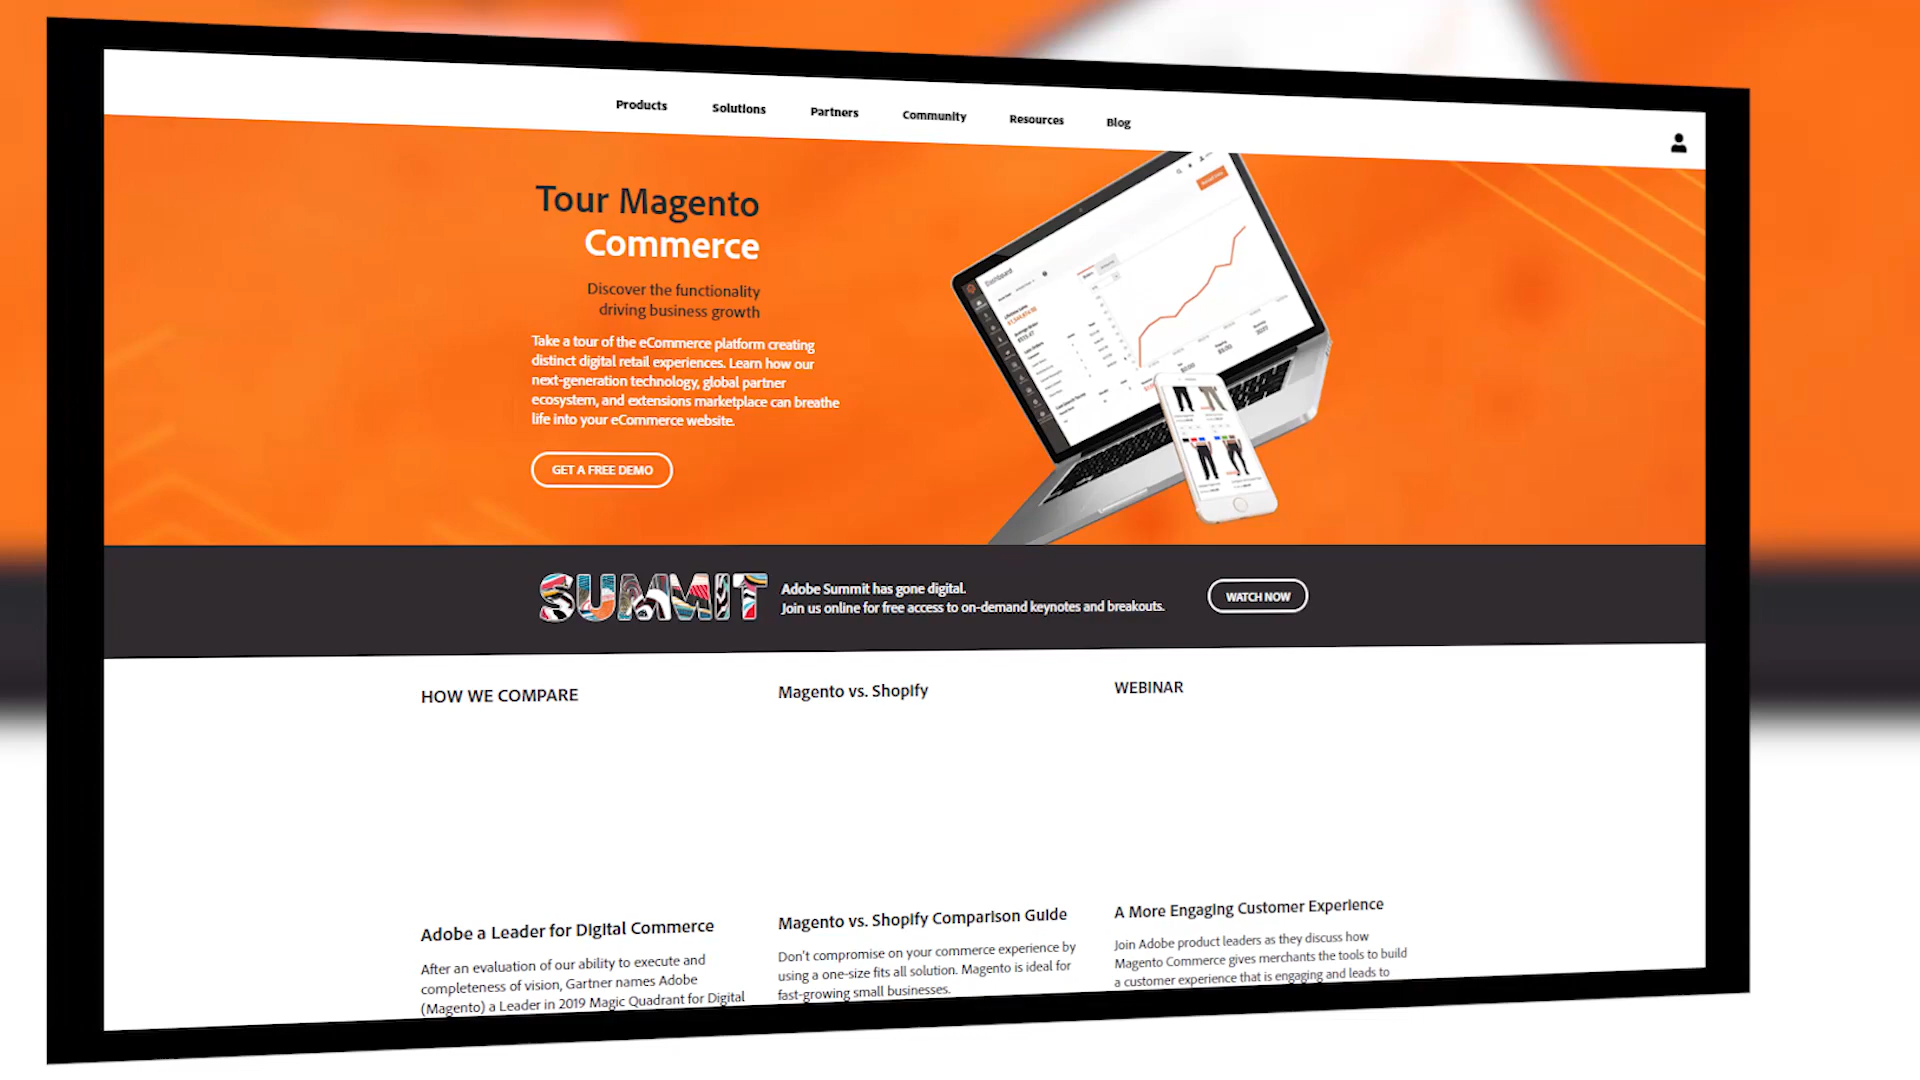 Products Solutions Partners Community Resources Blog
Tour Magento
Commerce
Discover the functionality
driving business growth
Take a tour of the eCommerce platform creating
distinct digital retail experiences. Learn how our
next-generation technology, global partner
ecosystem, and extensions marketplace can breathe
life into your eCommerce website.
GET A FREE DEMO
Dashboard
SUMMIT
Adobe Summit has gone digital.
Join us online for free access to on-demand keynotes and breakouts.
WATCH NOW
HOW WE COMPARE
Adobe a Leader for Digital Commerce
After an evaluation of our ability to execute and
completeness of vision, Gartner names Adobe
(Magento) a Leader in 2019 Magic Quadrant for Digital
Magento vs. Shopify
Magento vs. Shopify Comparison Guide
Don't compromise on your commerce experience by
using a one-size fits all solution. Magento is ideal for
fast-growing small businesses.
WEBINAR
A More Engaging Customer Experience
Join Adobe product leaders as they discuss how
Magento Commerce gives merchants the tools to build
a customer experience that is engaging and leads to